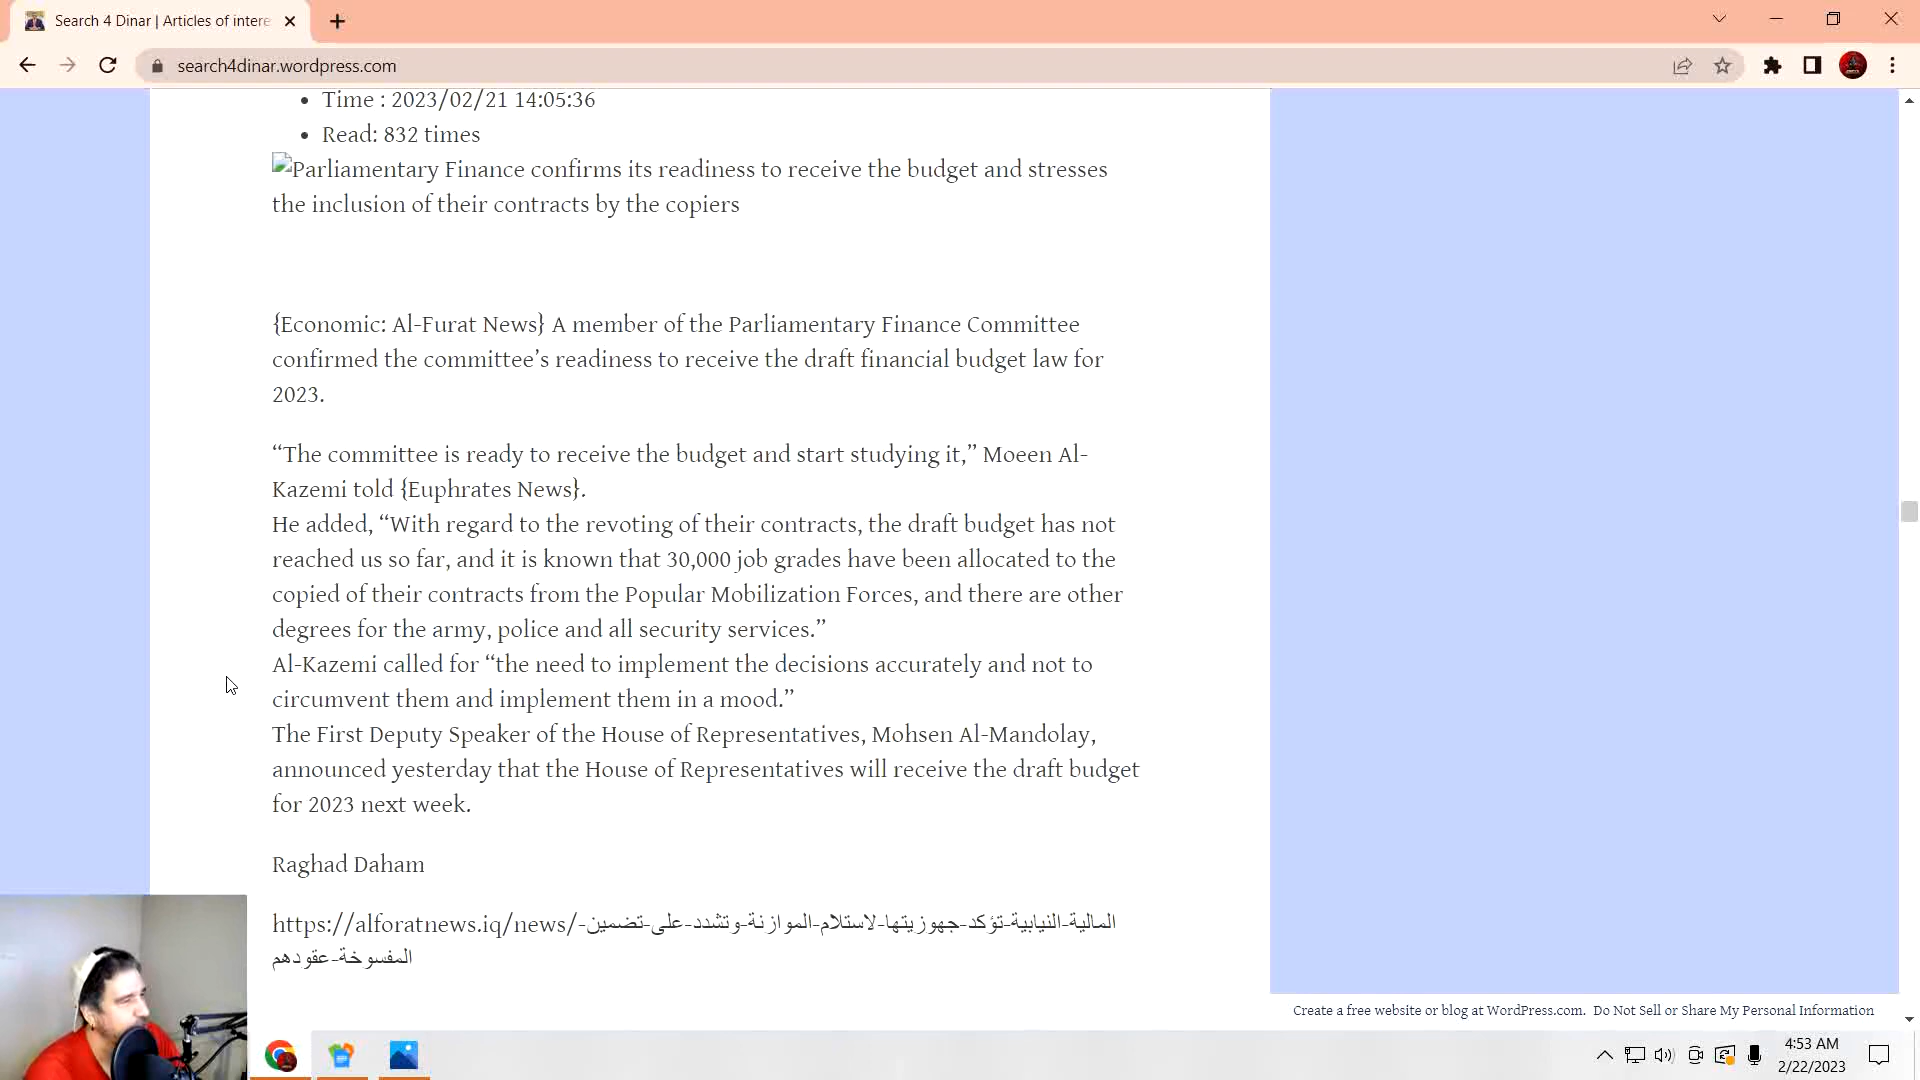 Search 4 Dinar | Articles of intere
search4dinar.wordpress.com
Time : 2023/02/21 14:05:36
Read: 832 times
Parliamentary Finance confirms its readiness to receive the budget and stresses
the inclusion of their contracts by the copiers
{Economic: Al-Furat News} A member of the Parliamentary Finance Committee
confirmed the committee’s readiness to receive the draft financial budget law for
2023.
“The committee is ready to receive the budget and start studying it,” Moeen Al-
Kazemi told {Euphrates News}.
He added, “With regard to the revoting of their contracts, the draft budget has not
reached us so far, and it is known that 30,000 job grades have been allocated to the
copied of their contracts from the Popular Mobilization Forces, and there are other
degrees for the army, police and all security services.”
Al-Kazemi called for “the need to implement the decisions accurately and not to
circumvent them and implement them in a mood.”
The First Deputy Speaker of the House of Representatives, Mohsen Al-Mandolay,
announced yesterday that the House of Representatives will receive the draft budget
for 2023 next week.
Raghad Daham
https://alforatnews.iq/news/المالية-النيابية-تؤكد-جهوزيتها-لاستلام-الموازنة-وتشدد-على-تضمين-
المفسوخة-عقودهم
Create a free website or blog at WordPress.com. Do Not Sell or Share My Personal Information
4:53 AM
2/22/2023